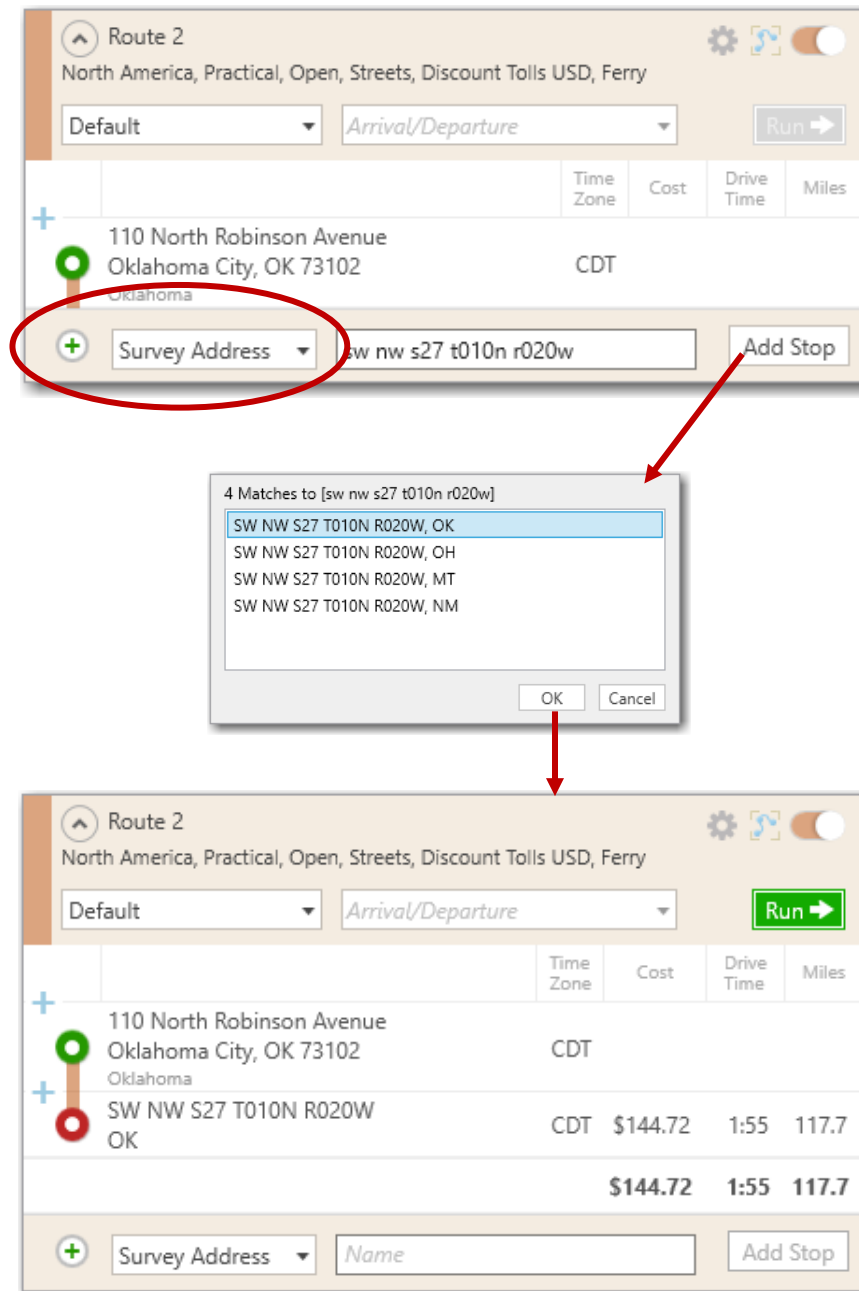 Route 2
North America, Practical, Open, Streets, Discount Tolls USD, Ferry
Default Arrival/Departure Run
Time Zone Cost Drive Time Miles
110 North Robinson Avenue
Oklahoma City, OK 73102 CDT
Oklahoma
Survey Address sw nw s27 t010n r020w Add Stop
4 Matches to [sw nw s27 t010n r020w]
SW NW S27 T010N R020W, OK
SW NW S27 T010N R020W, OH
SW NW S27 T010N R020W, MT
SW NW S27 T010N R020W, NM
OK Cancel
Route 2
North America, Practical, Open, Streets, Discount Tolls USD, Ferry
Default Arrival/Departure Run
Time Zone Cost Drive Time Miles
110 North Robinson Avenue
Oklahoma City, OK 73102 CDT
Oklahoma
SW NW S27 T010N R020W
OK CDT $144.72 1:55 117.7
$144.72 1:55 117.7
Survey Address Name Add Stop